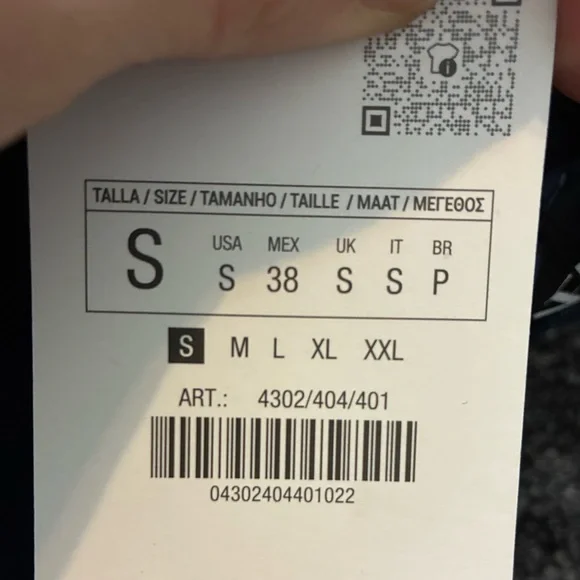 TALLA / SIZE / TAMANHO / TAILLE / MAAT / ΜΕΓΕΘΟΣ
S
USA MEX UK IT BR
S 38 S S P
S M L XL XXL
ART.: 4302/404/401
04302404401022